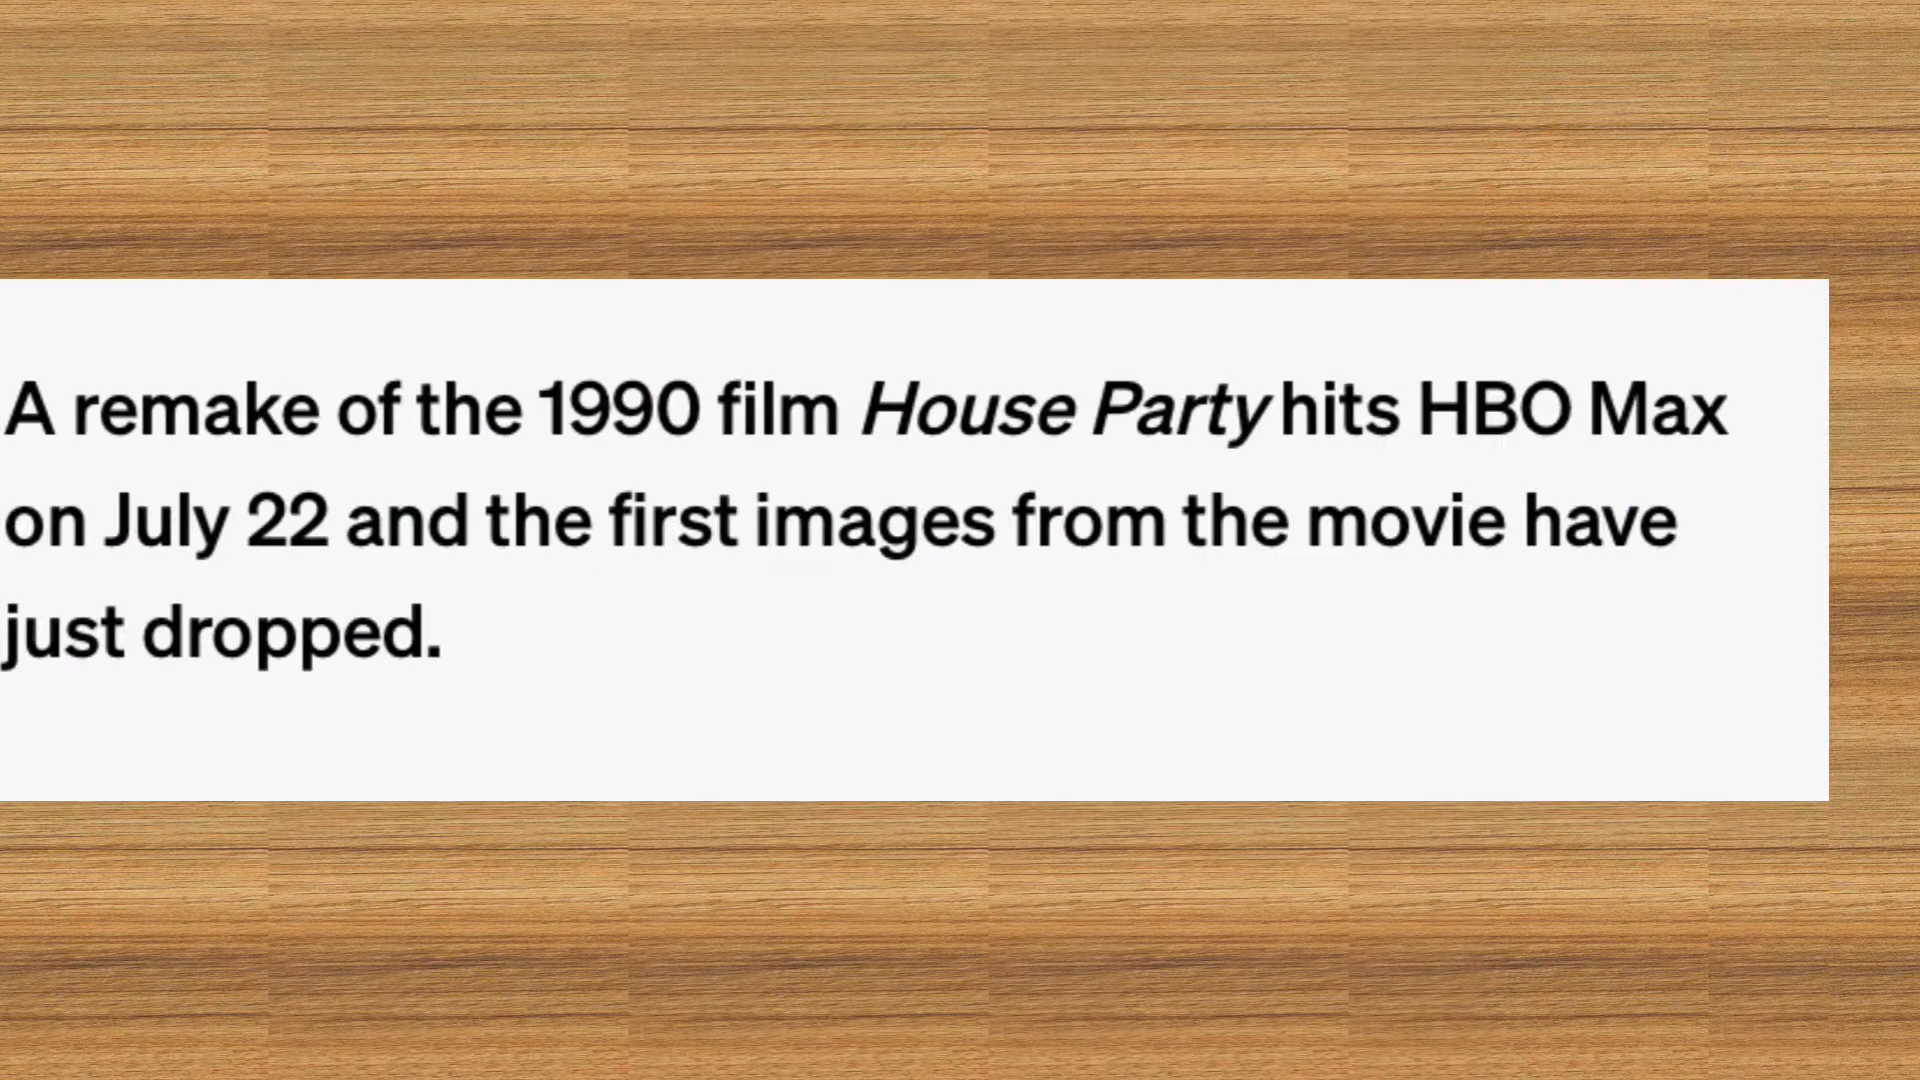 A remake of the 1990 film House Party hits HBO Max
on July 22 and the first images from the movie have
just dropped.